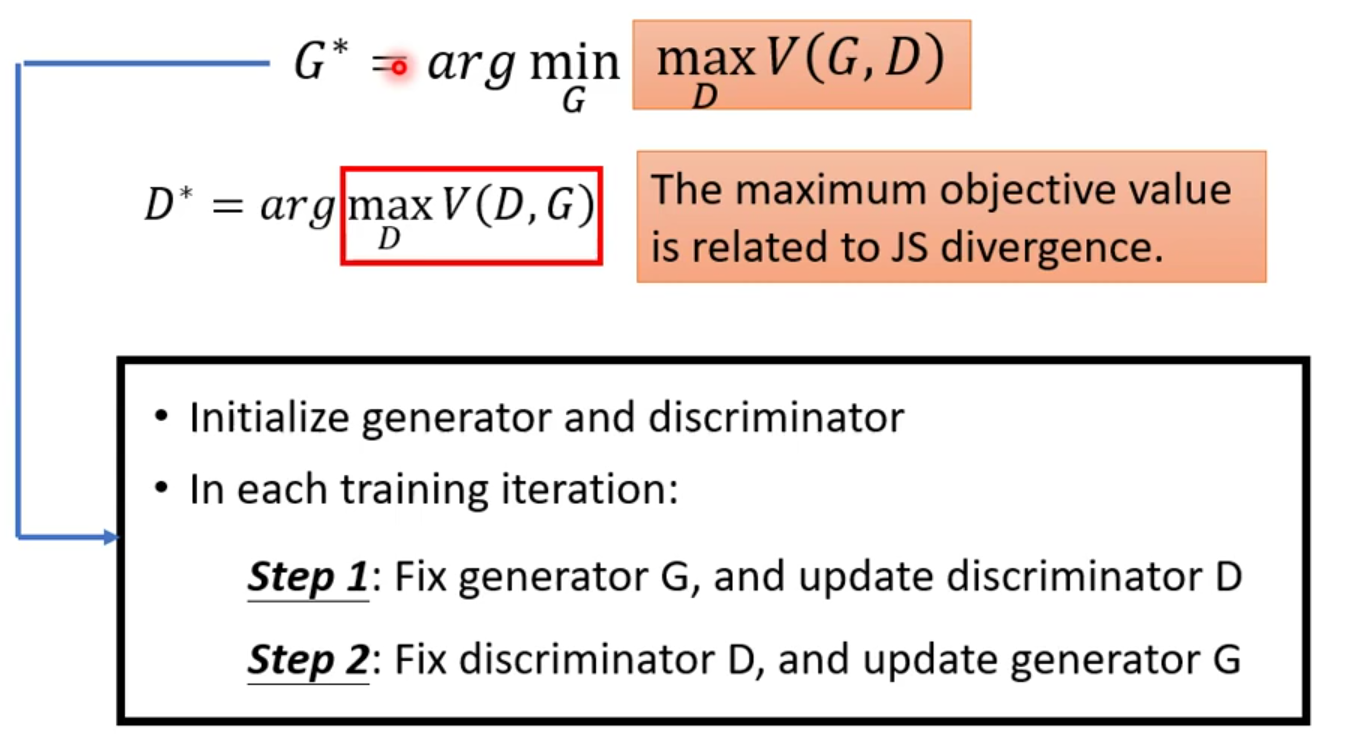 G* = arg min_G max_D V(G, D)
D* = arg max_D V(D, G)
The maximum objective value
is related to JS divergence.
• Initialize generator and discriminator
• In each training iteration:
Step 1: Fix generator G, and update discriminator D
Step 2: Fix discriminator D, and update generator G